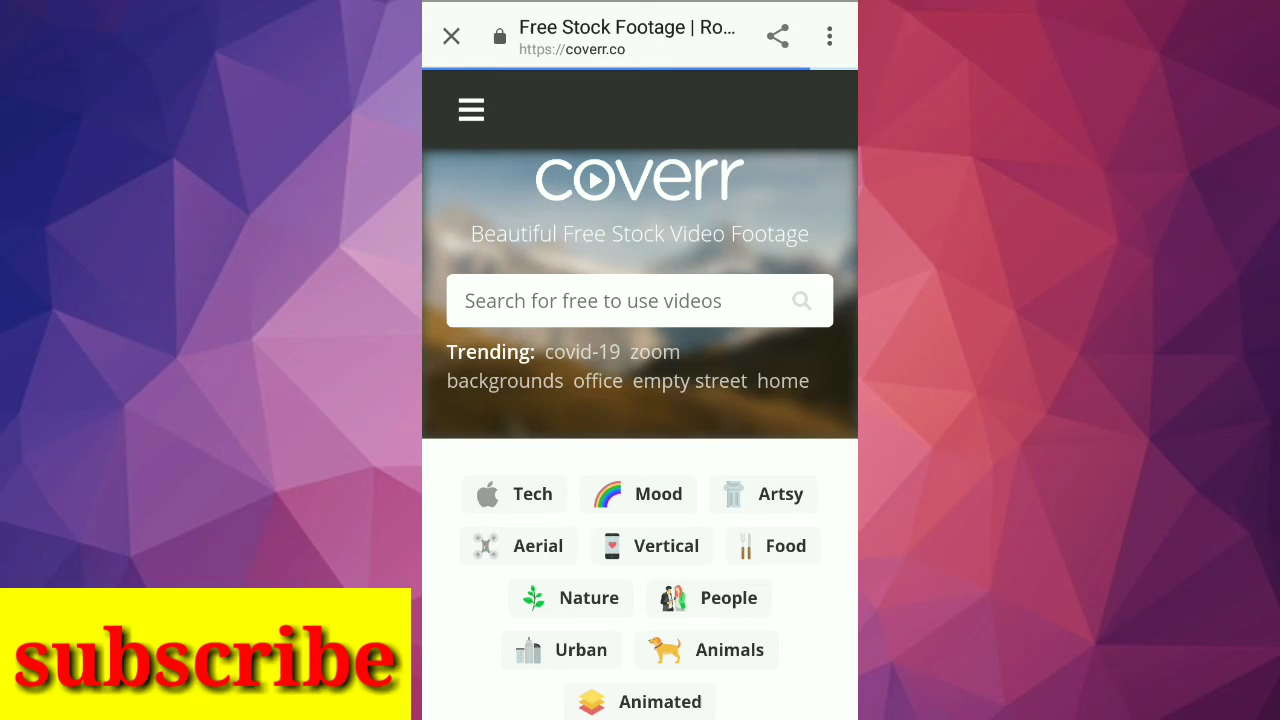 Free Stock Footage | Ro...
https://coverr.co
coverr
Beautiful Free Stock Video Footage
Search for free to use videos
Trending: covid-19 zoom
backgrounds office empty street home
Tech Mood Artsy
Aerial Vertical Food
Nature People
Urban Animals
Animated
subscribe